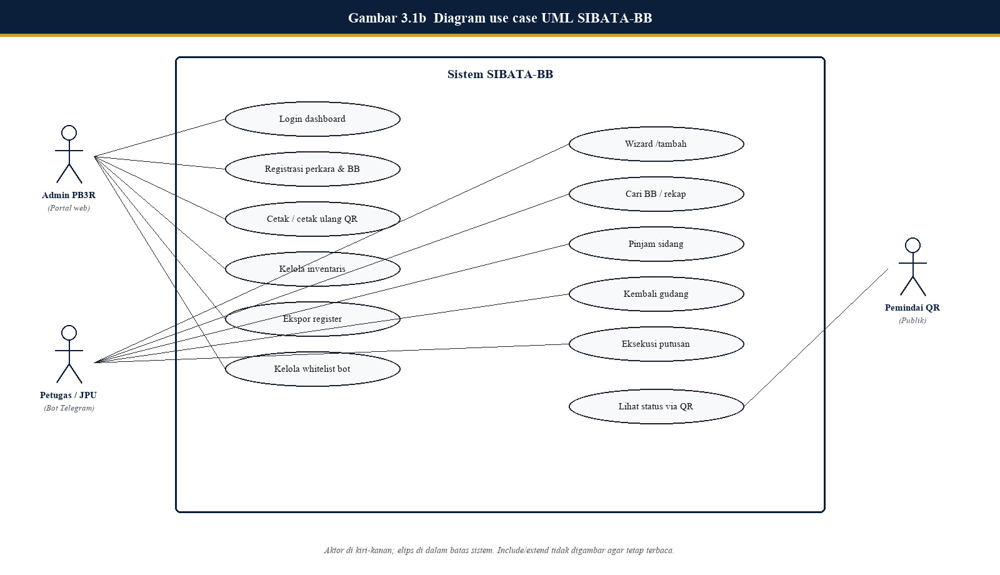 Gambar 3.1b  Diagram use case UML SIBATA-BB
Sistem SIBATA-BB
Login dashboard
Registrasi perkara & BB
Cetak / cetak ulang QR
Kelola inventaris
Ekspor register
Kelola whitelist bot
Wizard /tambah
Cari BB / rekap
Pinjam sidang
Kembali gudang
Eksekusi putusan
Lihat status via QR
Admin PB3R
(Portal web)
Petugas / JPU
(Bot Telegram)
Pemindai QR
(Publik)
Aktor di kiri-kanan; elips di dalam batas sistem. Include/extend tidak digambar agar tetap terbaca.